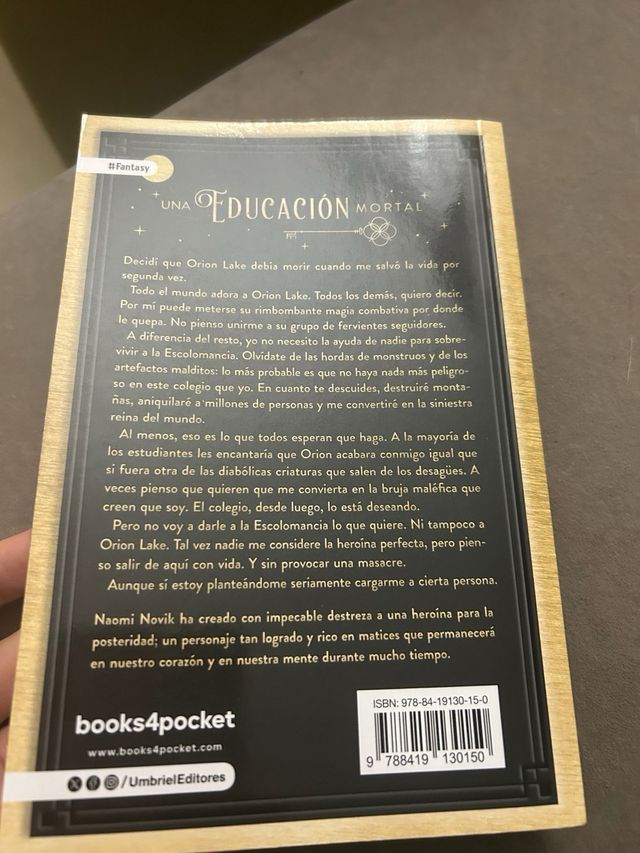 #Fantasy
UNA EDUCACIÓN MORTAL
Decidí que Orion Lake debía morir cuando me salvó la vida por
segunda vez.
Todo el mundo adora a Orion Lake. Todos los demás, quiero decir.
Por mí puede meterse su rimbombante magia combativa por donde
le quepa. No pienso unirme a su grupo de fervientes seguidores.
A diferencia del resto, yo no necesito la ayuda de nadie para sobre-
vivir a la Escolomancia. Olvídate de las hordas de monstruos y de los
artefactos malditos: lo más probable es que no haya nada más peligro-
so en este colegio que yo. En cuanto te descuides, destruiré monta-
ñas, aniquilaré a millones de personas y me convertiré en la siniestra
reina del mundo.
Al menos, eso es lo que todos esperan que haga. A la mayoría de
los estudiantes les encantaría que Orion acabara conmigo igual que
si fuera otra de las diabólicas criaturas que salen de los desagües. A
veces pienso que quieren que me convierta en la bruja maléfica que
creen que soy. El colegio, desde luego, lo está deseando.
Pero no voy a darle a la Escolomancia lo que quiere. Ni tampoco a
Orion Lake. Tal vez nadie me considere la heroína perfecta, pero pien-
so salir de aquí con vida. Y sin provocar una masacre.
Aunque sí estoy planteándome seriamente cargarme a cierta persona.
Naomi Novik ha creado con impecable destreza a una heroína para la
posteridad; un personaje tan logrado y rico en matices que permanecerá
en nuestro corazón y en nuestra mente durante mucho tiempo.
books4pocket
www.books4pocket.com
/UmbrielEditores
ISBN: 978-84-19130-15-0
9 788419 130150